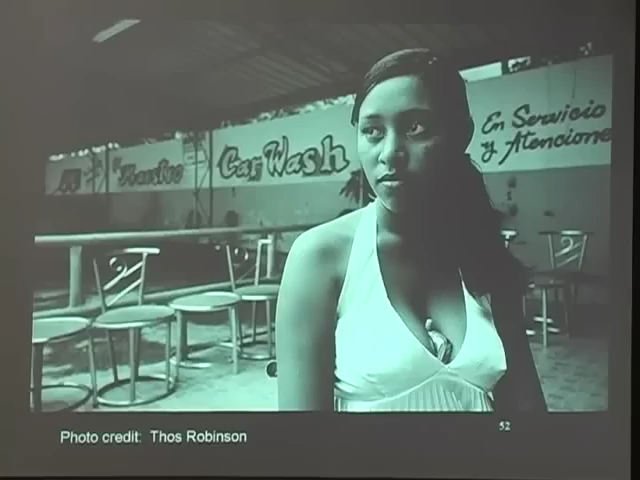 Car Wash
En Servicio
y Atencione
Photo credit: Thos Robinson
52